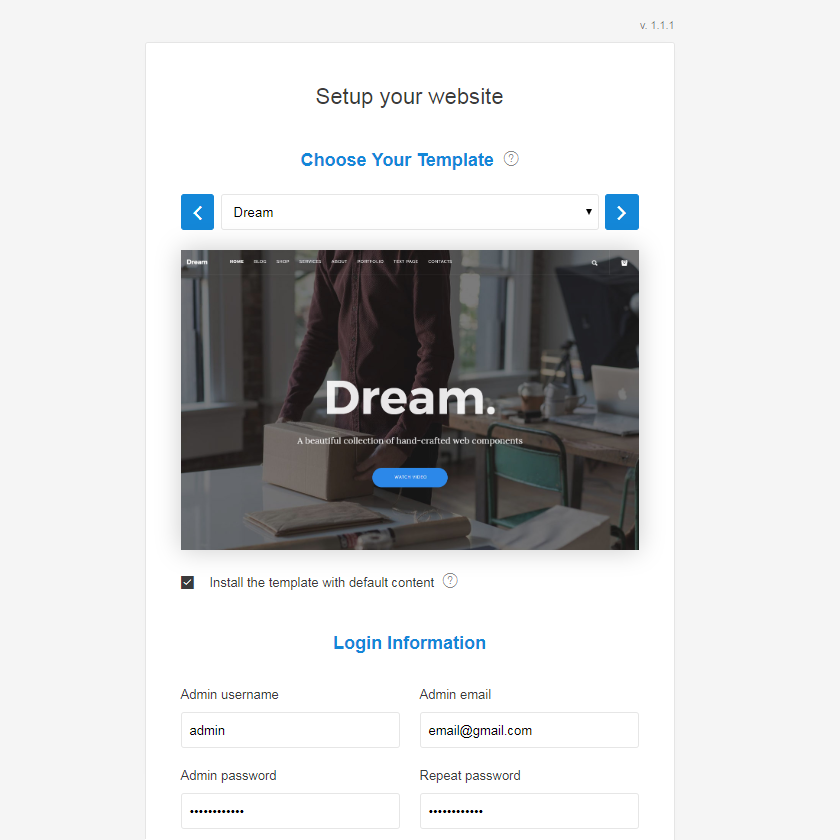 v. 1.1.1
Setup your website
Choose Your Template ?
Dream
Dream HOME BLOG SHOP SERVICES ABOUT PORTFOLIO TEXT PAGE CONTACTS
Dream.
A beautiful collection of hand-crafted web components
WATCH VIDEO
Install the template with default content ?
Login Information
Admin username Admin email
admin email@gmail.com
Admin password Repeat password
•••••••••••• ••••••••••••